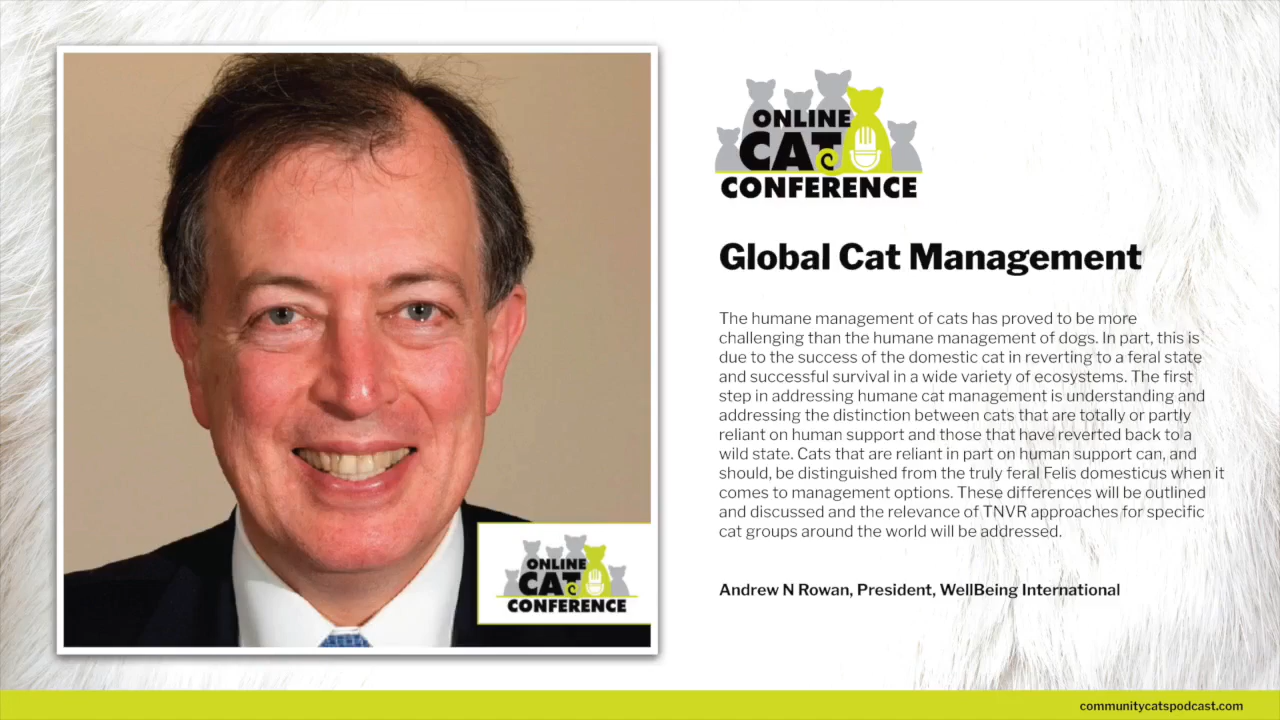 ONLINE
CAT
CONFERENCE
Global Cat Management
The humane management of cats has proved to be more
challenging than the humane management of dogs. In part, this is
due to the success of the domestic cat in reverting to a feral state
and successful survival in a wide variety of ecosystems. The first
step in addressing humane cat management is understanding and
addressing the distinction between cats that are totally or partly
reliant on human support and those that have reverted back to a
wild state. Cats that are reliant in part on human support can, and
should, be distinguished from the truly feral Felis domesticus when it
comes to management options. These differences will be outlined
and discussed and the relevance of TNVR approaches for specific
cat groups around the world will be addressed.
Andrew N Rowan, President, WellBeing International
ONLINE
CAT
CONFERENCE
communitycatspodcast.com